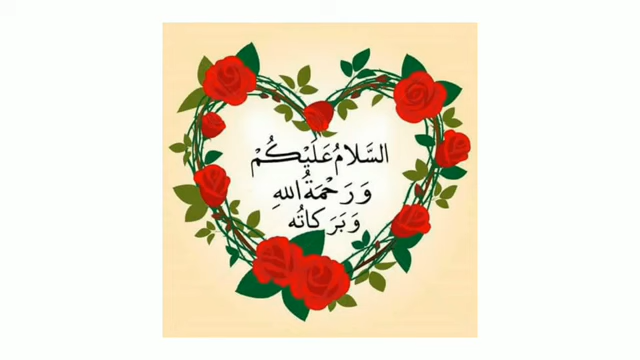 السَّلَامُ عَلَيْكُمْ
وَرَحْمَةُ اللهِ
وَبَرَكَاتُه